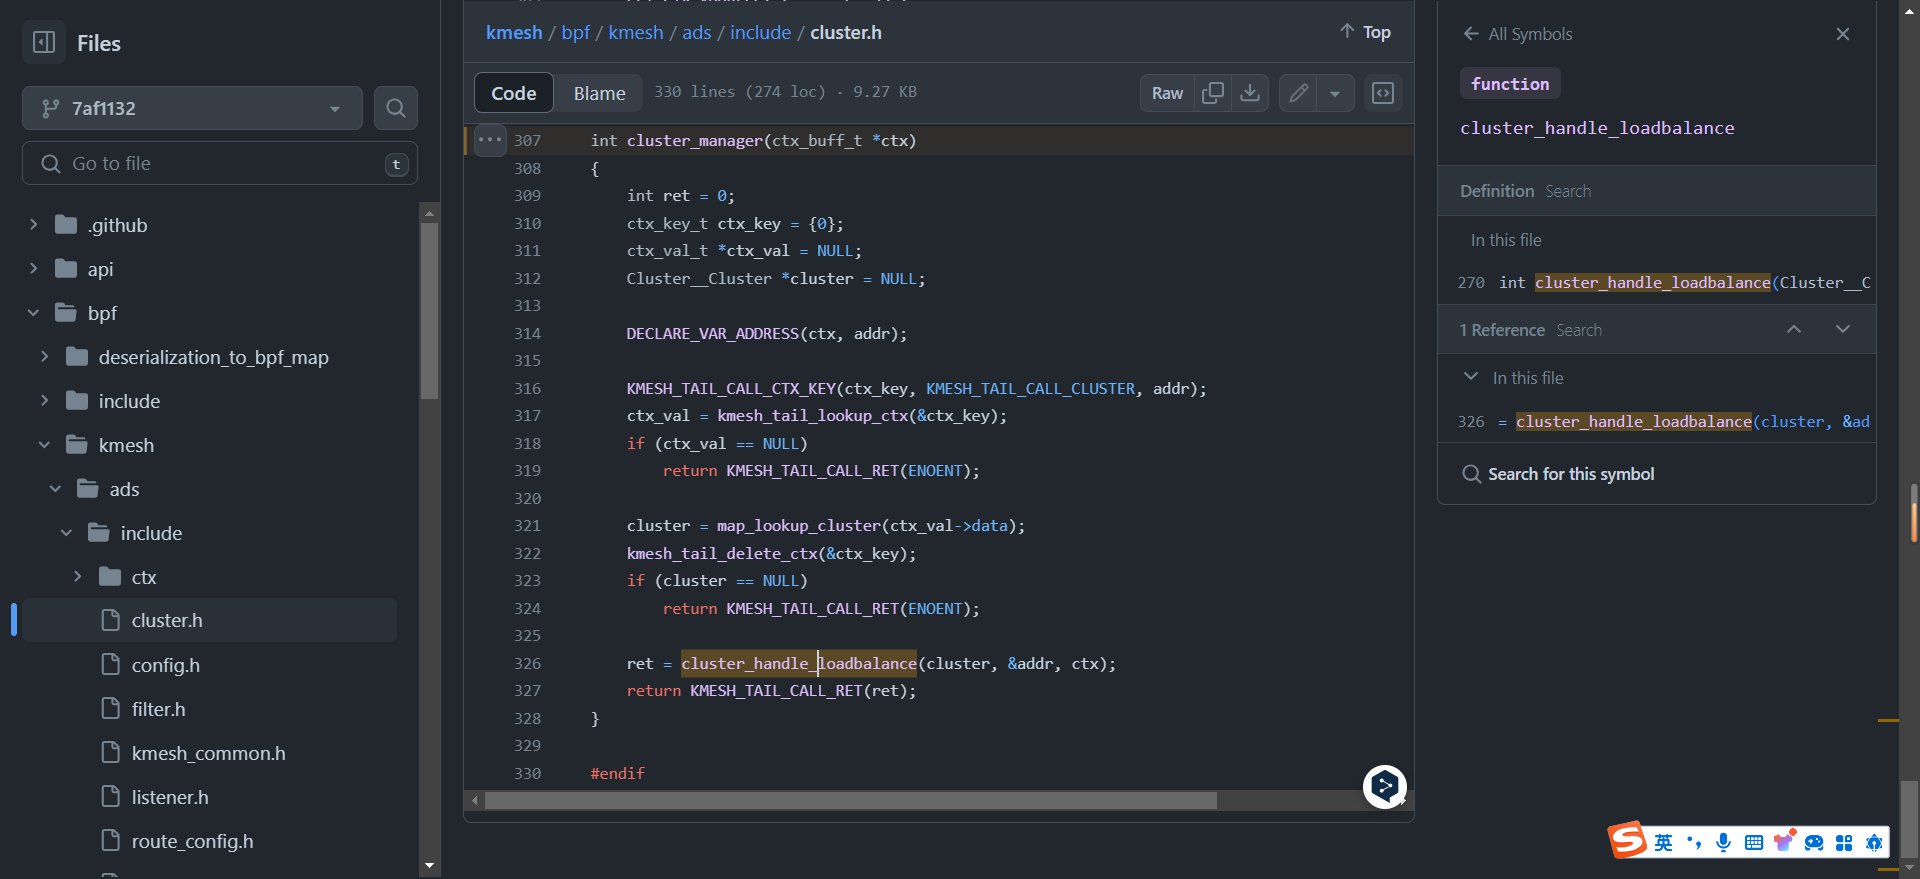 Files
7af1132
Go to file
t
.github
api
bpf
deserialization_to_bpf_map
include
kmesh
ads
include
ctx
cluster.h
config.h
filter.h
kmesh_common.h
listener.h
route_config.h
kmesh / bpf / kmesh / ads / include / cluster.h
Top
Code
Blame
330 lines (274 loc) · 9.27 KB
Raw
307 int cluster_manager(ctx_buff_t *ctx)
308 {
309 int ret = 0;
310 ctx_key_t ctx_key = {0};
311 ctx_val_t *ctx_val = NULL;
312 Cluster__Cluster *cluster = NULL;
313
314 DECLARE_VAR_ADDRESS(ctx, addr);
315
316 KMESH_TAIL_CALL_CTX_KEY(ctx_key, KMESH_TAIL_CALL_CLUSTER, addr);
317 ctx_val = kmesh_tail_lookup_ctx(&ctx_key);
318 if (ctx_val == NULL)
319 return KMESH_TAIL_CALL_RET(ENOENT);
320
321 cluster = map_lookup_cluster(ctx_val->data);
322 kmesh_tail_delete_ctx(&ctx_key);
323 if (cluster == NULL)
324 return KMESH_TAIL_CALL_RET(ENOENT);
325
326 ret = cluster_handle_loadbalance(cluster, &addr, ctx);
327 return KMESH_TAIL_CALL_RET(ret);
328 }
329
330 #endif
All Symbols
function
cluster_handle_loadbalance
Definition Search
In this file
270 int cluster_handle_loadbalance(Cluster__C
1 Reference Search
In this file
326 = cluster_handle_loadbalance(cluster, &ad
Search for this symbol
英